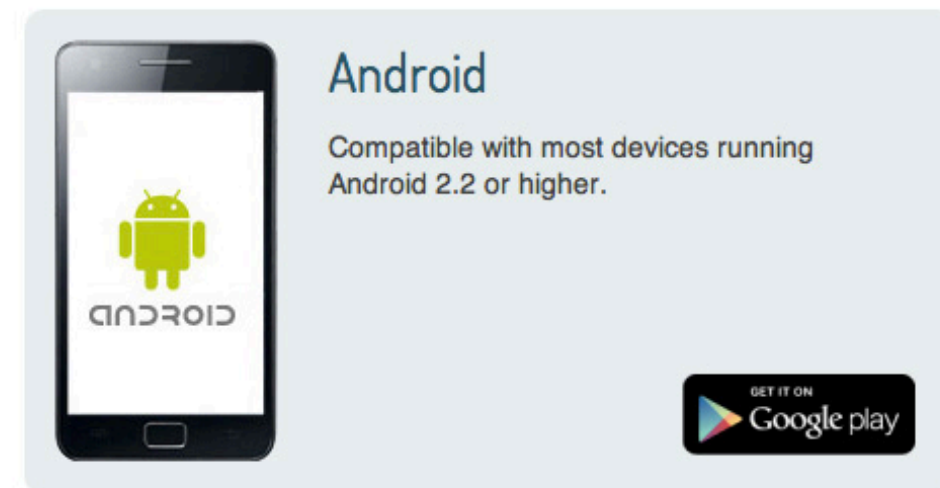 Android
Compatible with most devices running
Android 2.2 or higher.
ANDROID
GET IT ON
Google play